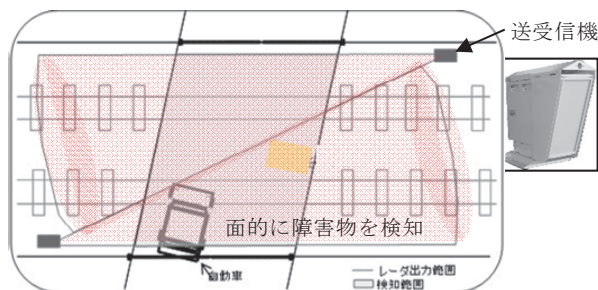 送受信機
面的に障害物を検知
自動車
レーダ出力範囲
検知範囲